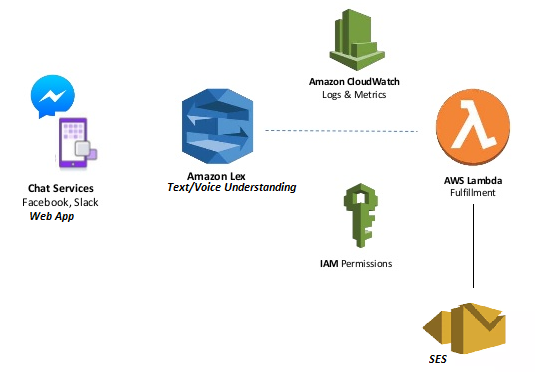 Amazon CloudWatch
Logs & Metrics
Amazon Lex
Text/Voice Understanding
AWS Lambda
Fulfillment
Chat Services
Facebook, Slack
Web App
IAM Permissions
SES